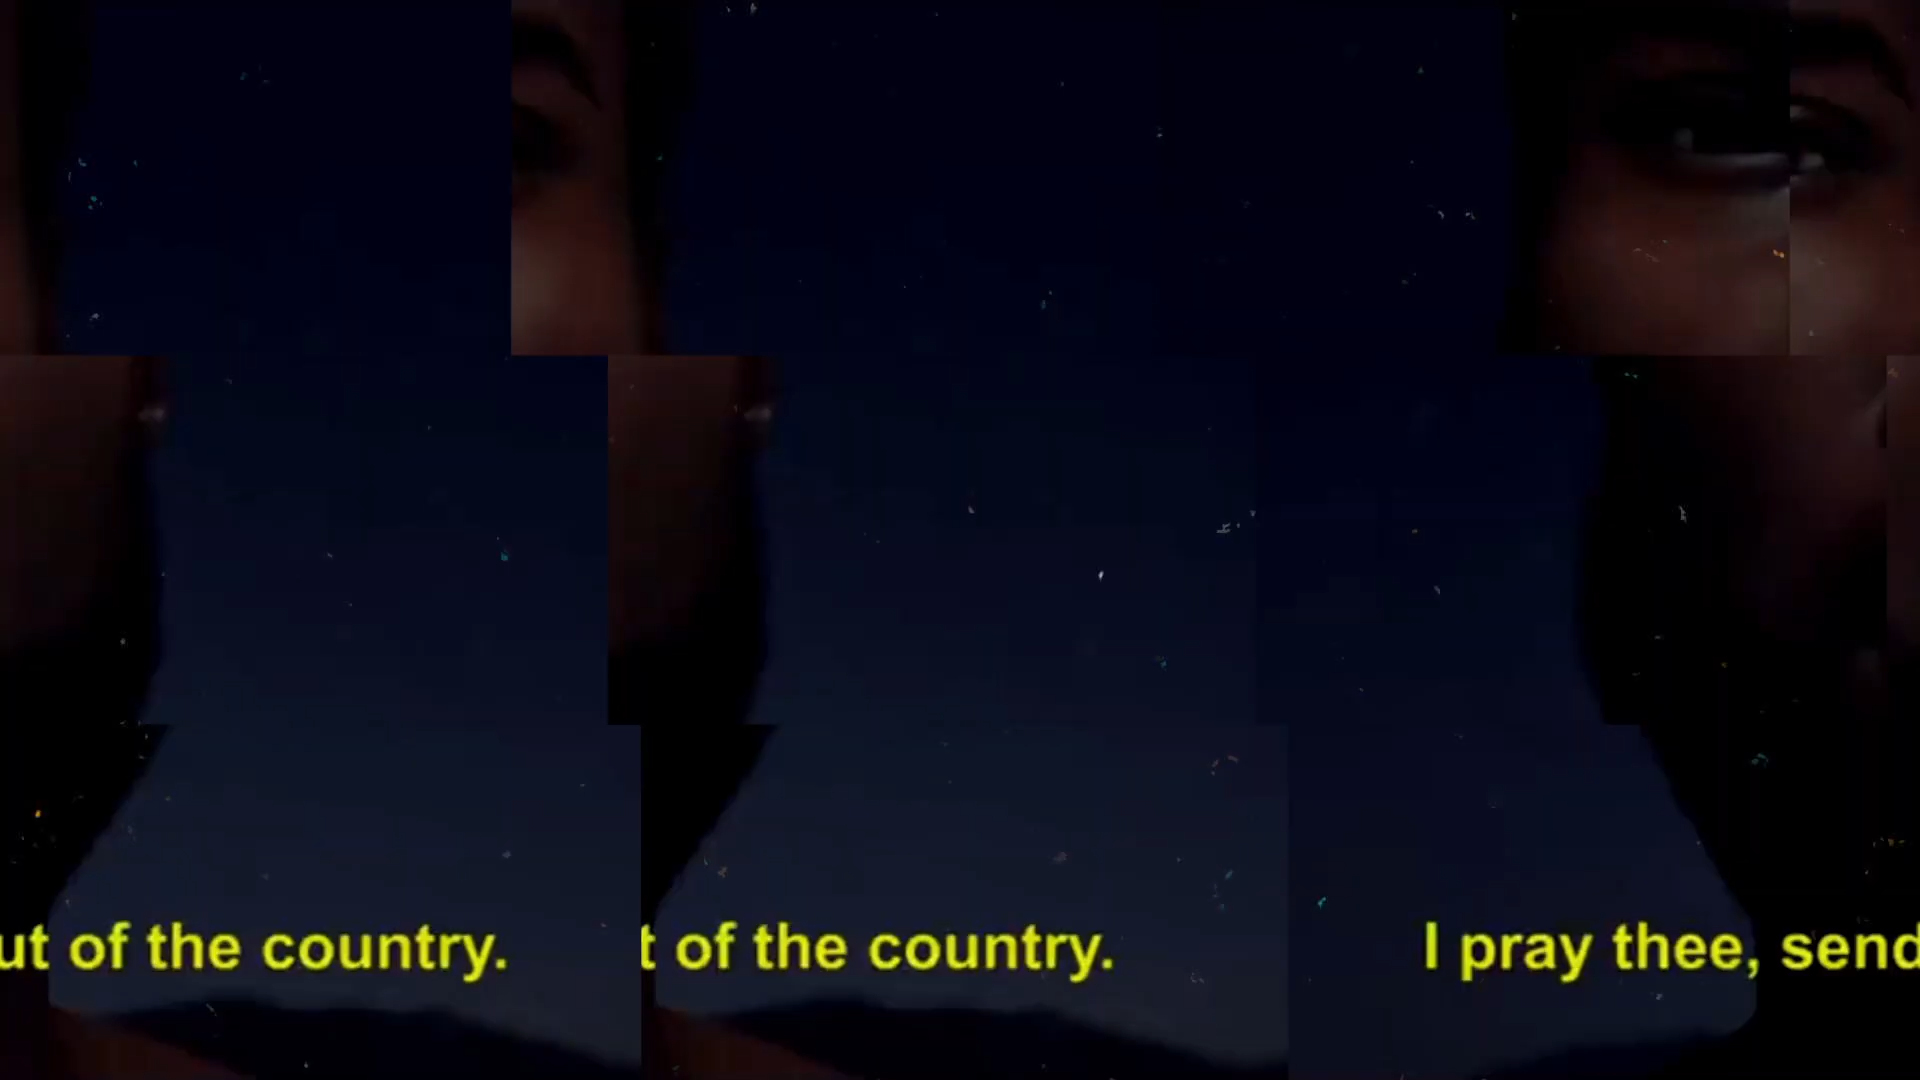 ut of the country. t of the country. I pray thee, send